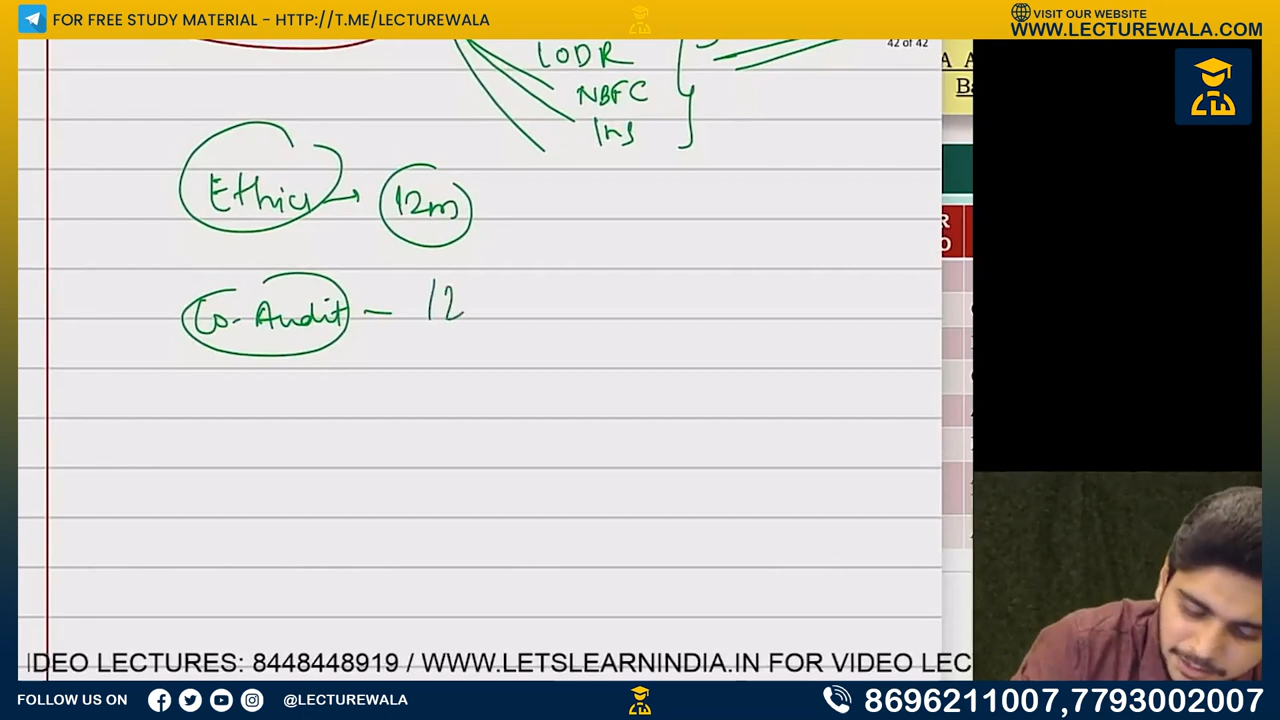 FOR FREE STUDY MATERIAL - HTTP://T.ME/LECTUREWALA
VISIT OUR WEBSITE
WWW.LECTUREWALA.COM
42 of 42
LODR
NBFC
Ins
Ethics → 12m
Co-Audit – 12
IDEO LECTURES: 8448448919 / WWW.LETSLEARNINDIA.IN FOR VIDEO LEC
FOLLOW US ON
@LECTUREWALA
8696211007,7793002007